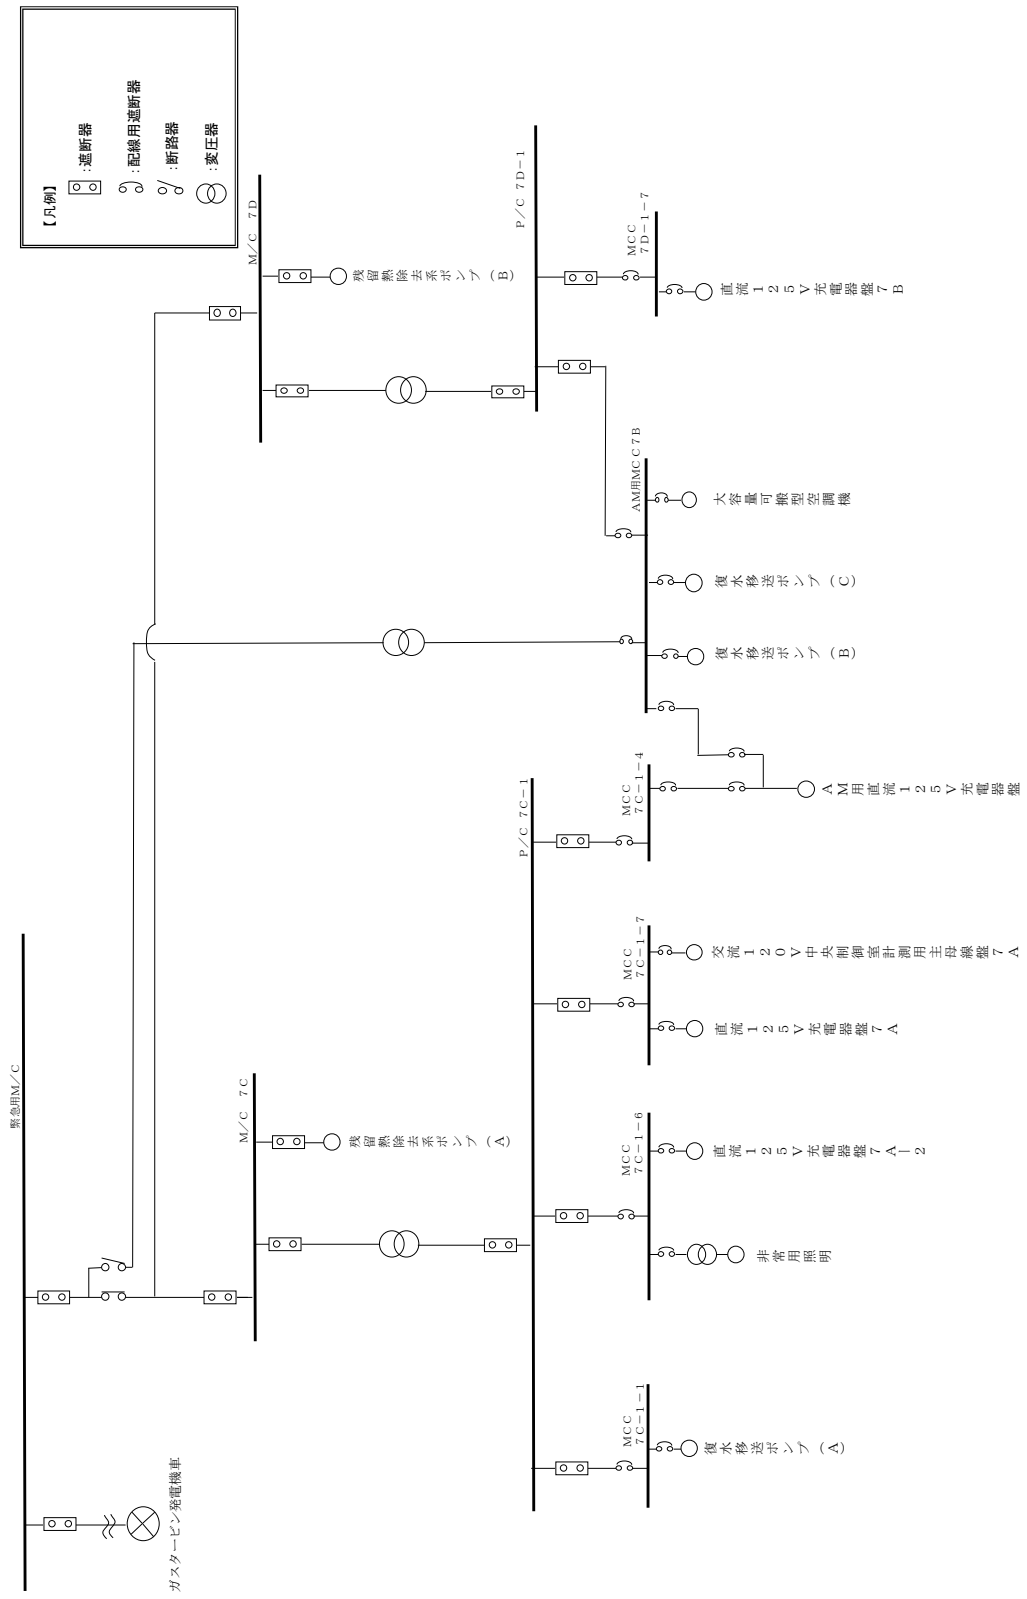 【凡例】
:遮断器
:配線用遮断器
:断路器
:変圧器
緊急用M/C
ガスタービン発電機車
M/C 7C
残留熱除去系ポンプ(A)
M/C 7D
残留熱除去系ポンプ(B)
P/C 7C-1
P/C 7D-1
MCC
7C-1-1
復水移送ポンプ(A)
MCC
7C-1-6
非常用照明
直流125V充電器盤7A-2
MCC
7C-1-7
直流125V充電器盤7A
交流120V中央制御室計測用主母線盤7A
MCC
7C-1-4
AM用直流125V充電器盤
AM用MCC7B
復水移送ポンプ(B)
復水移送ポンプ(C)
大容量可搬型空調機
MCC
7D-1-7
直流125V充電器盤7B